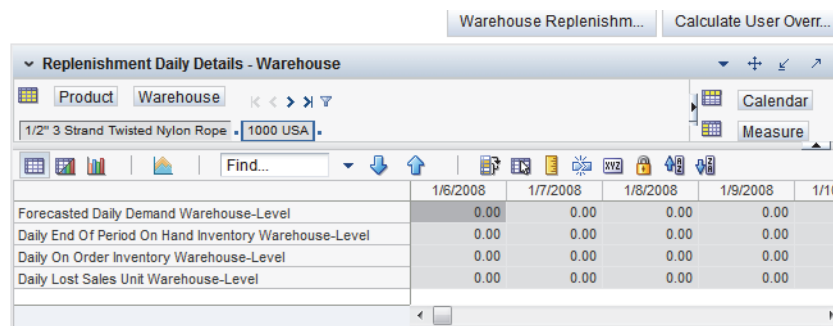 Warehouse Replenishm... Calculate User Overr...
Replenishment Daily Details - Warehouse
Product Warehouse Calendar
1/2" 3 Strand Twisted Nylon Rope 1000 USA Measure
Find... XYZ
1/6/2008 1/7/2008 1/8/2008 1/9/2008 1/10
Forecasted Daily Demand Warehouse-Level 0.00 0.00 0.00 0.00
Daily End Of Period On Hand Inventory Warehouse-Level 0.00 0.00 0.00 0.00
Daily On Order Inventory Warehouse-Level 0.00 0.00 0.00 0.00
Daily Lost Sales Unit Warehouse-Level 0.00 0.00 0.00 0.00